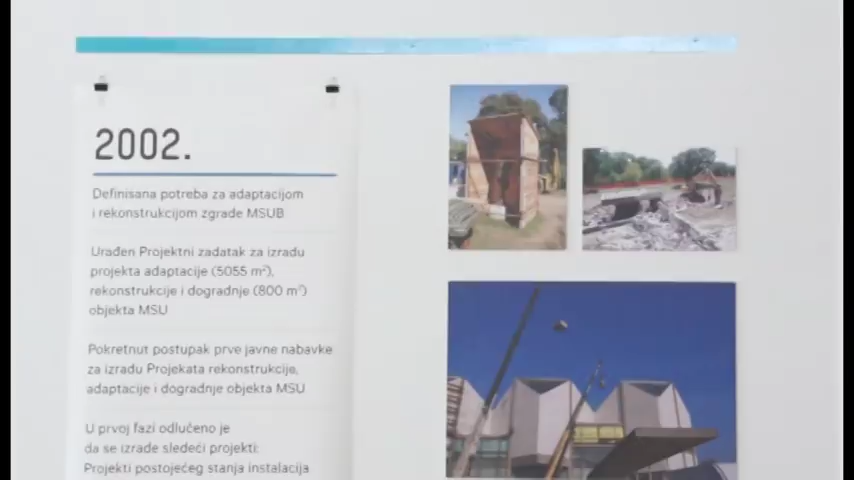 2002.
Definisana potreba za adaptacijom
i rekonstrukcijom zgrade MSUB
Urađen Projektni zadatak za izradu
projekta adaptacije (5055 m²),
rekonstrukcije i dogradnje (800 m²)
objekta MSU
Pokretnut postupak prve javne nabavke
za izradu Projekata rekonstrukcije,
adaptacije i dogradnje objekta MSU
U prvoj fazi odlučeno je
da se izrade sledeći projekti:
Projekti postojećeg stanja instalacija